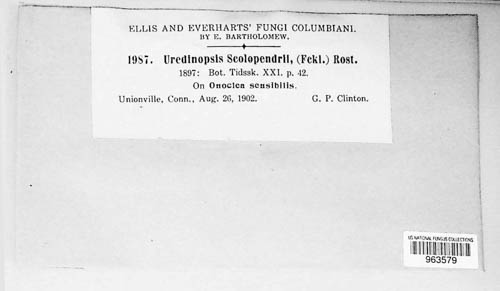 ELLIS AND EVERHARTS' FUNGI COLUMBIANI.
BY E. BARTHOLOMEW.
1987. Uredinopsis Scolopendrii, (Fckl.) Rost.
1897: Bot. Tidssk. XXI. p. 42.
On Onoclea sensibilis.
Unionville, Conn., Aug. 26, 1902. G. P. Clinton.
US NATIONAL FUNGUS COLLECTIONS
963579